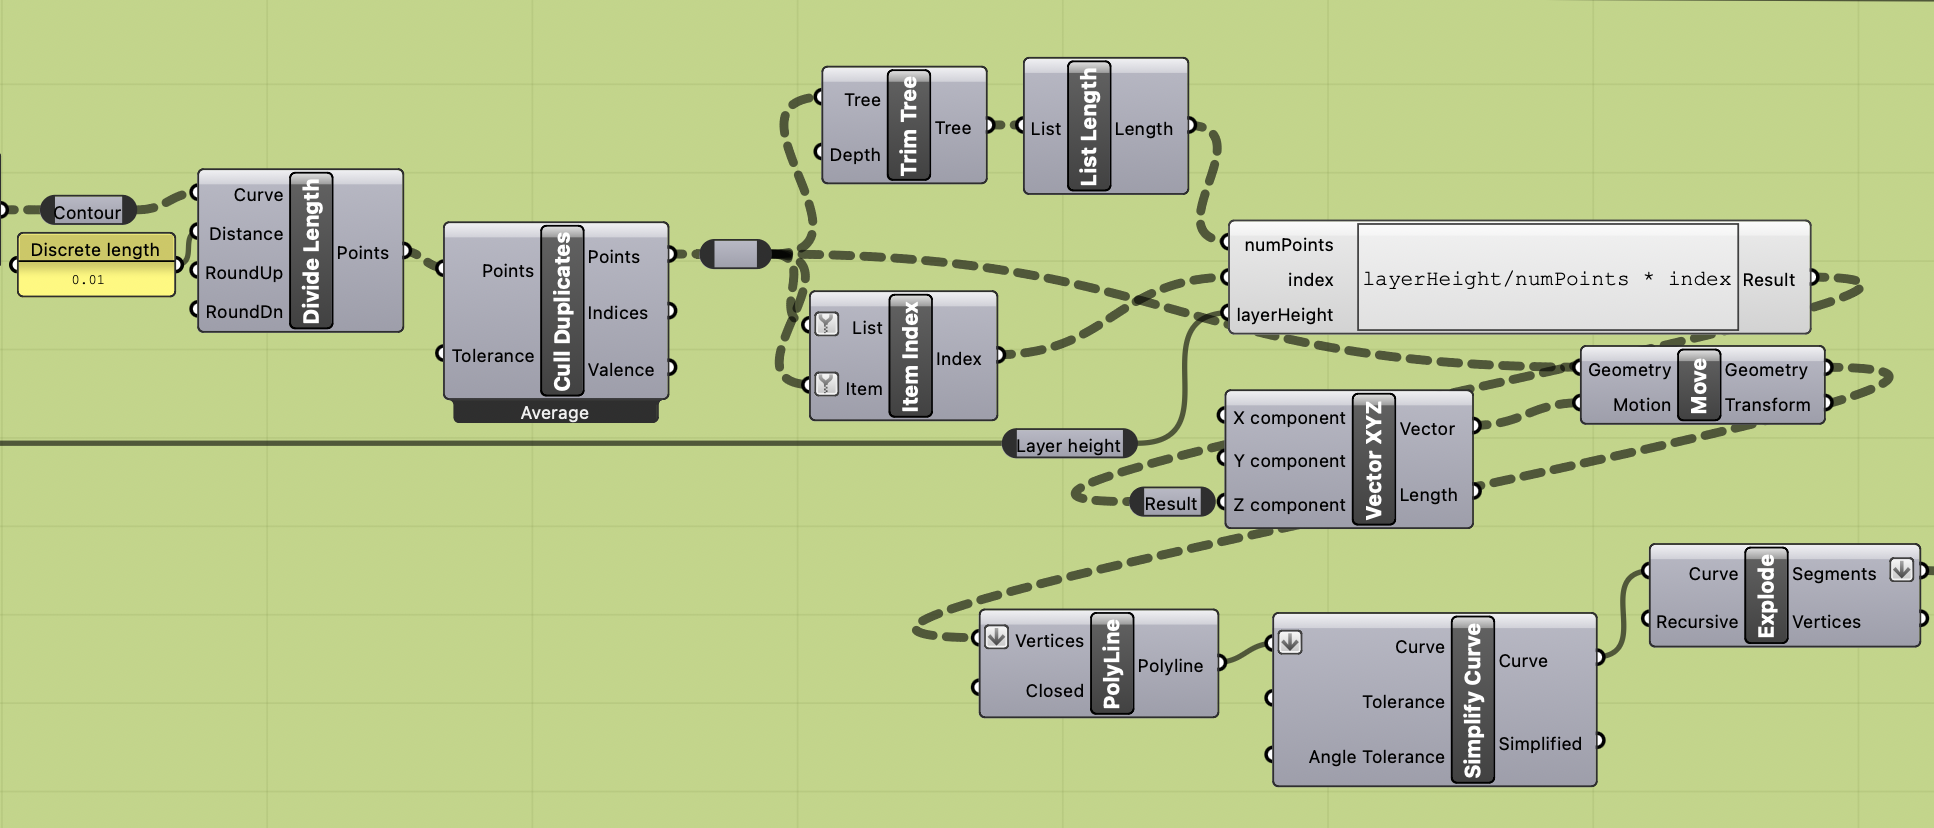 Contour
Discrete length
0.01
Curve
Distance
RoundUp
RoundDn
Divide Length
Points
Points
Tolerance
Cull Duplicates
Points
Indices
Valence
Average
Tree
Depth
Trim Tree
Tree
List
List Length
Length
List
Item
Item Index
Index
numPoints
index
layerHeight
layerHeight/numPoints * index
Result
Layer height
Result
X component
Y component
Z component
Vector XYZ
Vector
Length
Geometry
Motion
Move
Geometry
Transform
Vertices
Closed
PolyLine
Polyline
Curve
Tolerance
Angle Tolerance
Simplify Curve
Curve
Simplified
Curve
Recursive
Explode
Segments
Vertices